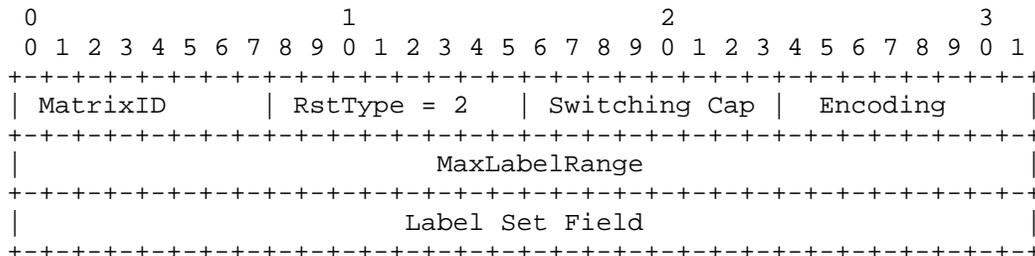 0                   1                   2                   3
 0 1 2 3 4 5 6 7 8 9 0 1 2 3 4 5 6 7 8 9 0 1 2 3 4 5 6 7 8 9 0 1
+-+-+-+-+-+-+-+-+-+-+-+-+-+-+-+-+-+-+-+-+-+-+-+-+-+-+-+-+-+-+-+-+
| MatrixID      | RstType = 2   | Switching Cap |  Encoding     |
+-+-+-+-+-+-+-+-+-+-+-+-+-+-+-+-+-+-+-+-+-+-+-+-+-+-+-+-+-+-+-+-+
|                         MaxLabelRange                         |
+-+-+-+-+-+-+-+-+-+-+-+-+-+-+-+-+-+-+-+-+-+-+-+-+-+-+-+-+-+-+-+-+
|                        Label Set Field                        |
+-+-+-+-+-+-+-+-+-+-+-+-+-+-+-+-+-+-+-+-+-+-+-+-+-+-+-+-+-+-+-+-+